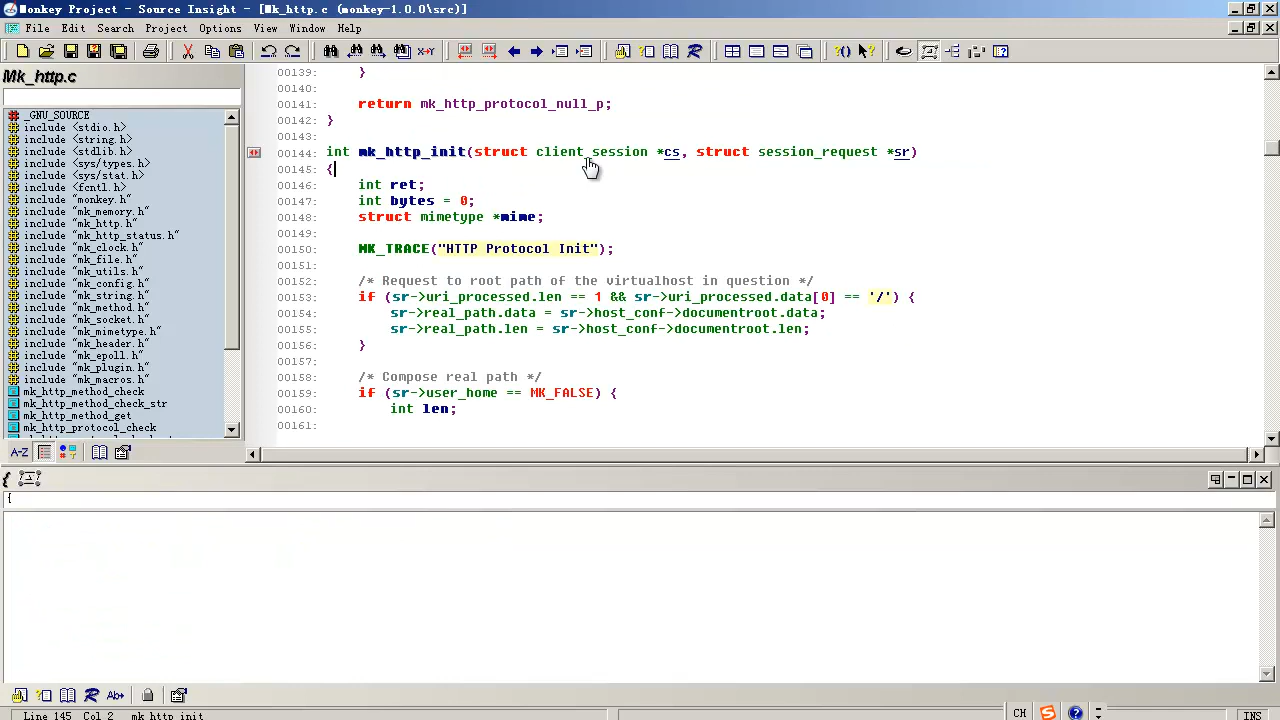 Monkey Project - Source Insight - [Mk_http.c (monkey-1.0.0\src)]
File Edit Search Project Options View Window Help
Mk_http.c
_GNU_SOURCE
include <stdio.h>
include <string.h>
include <stdlib.h>
include <sys/types.h>
include <sys/stat.h>
include <fcntl.h>
include "monkey.h"
include "mk_memory.h"
include "mk_http.h"
include "mk_http_status.h"
include "mk_clock.h"
include "mk_file.h"
include "mk_utils.h"
include "mk_config.h"
include "mk_string.h"
include "mk_method.h"
include "mk_socket.h"
include "mk_mimetype.h"
include "mk_header.h"
include "mk_epoll.h"
include "mk_plugin.h"
include "mk_macros.h"
mk_http_method_check
mk_http_method_check_str
mk_http_method_get
mk_http_protocol_check
A-Z
00139: }
00140:
00141: return mk_http_protocol_null_p;
00142: }
00143:
00144: int mk_http_init(struct client_session *cs, struct session_request *sr)
00145: {
00146: int ret;
00147: int bytes = 0;
00148: struct mimetype *mime;
00149:
00150: MK_TRACE("HTTP Protocol Init");
00151:
00152: /* Request to root path of the virtualhost in question */
00153: if (sr->uri_processed.len == 1 && sr->uri_processed.data[0] == '/') {
00154: sr->real_path.data = sr->host_conf->documentroot.data;
00155: sr->real_path.len = sr->host_conf->documentroot.len;
00156: }
00157:
00158: /* Compose real path */
00159: if (sr->user_home == MK_FALSE) {
00160: int len;
00161:
{
{
Line 145 Col 2 mk_http_init
CH
INS